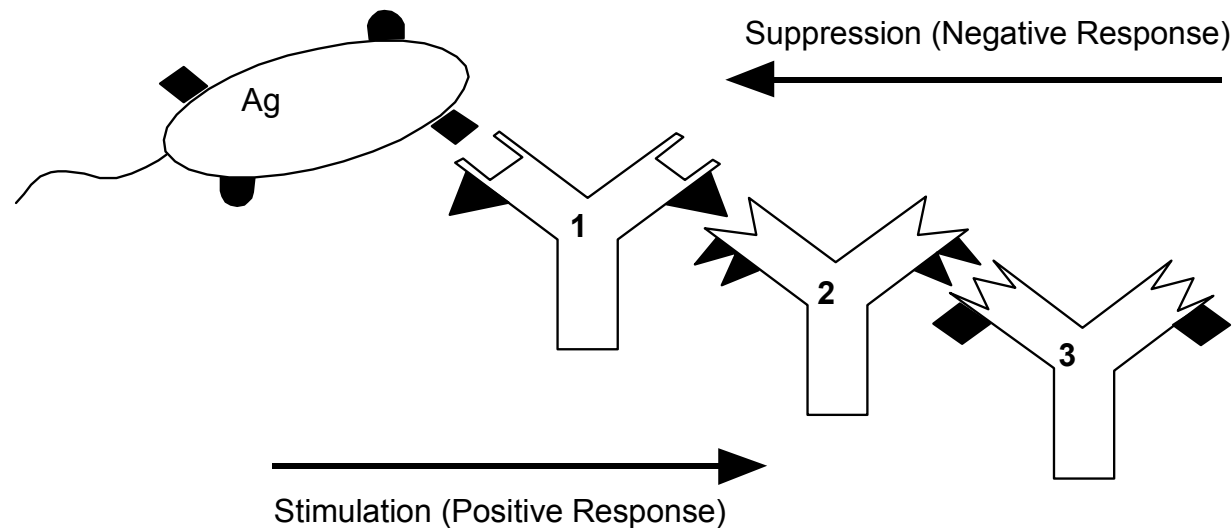 Suppression (Negative Response)
Ag
1
2
3
Stimulation (Positive Response)